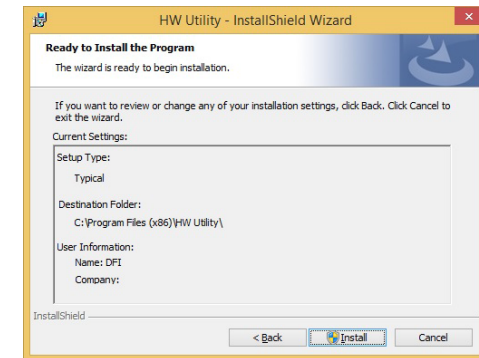 HW Utility - InstallShield Wizard
Ready to Install the Program
The wizard is ready to begin installation.
If you want to review or change any of your installation settings, click Back. Click Cancel to
exit the wizard.
Current Settings:
Setup Type:
Typical
Destination Folder:
C:\Program Files (x86)\HW Utility\
User Information:
Name: DFI
Company:
InstallShield
< Back Install Cancel